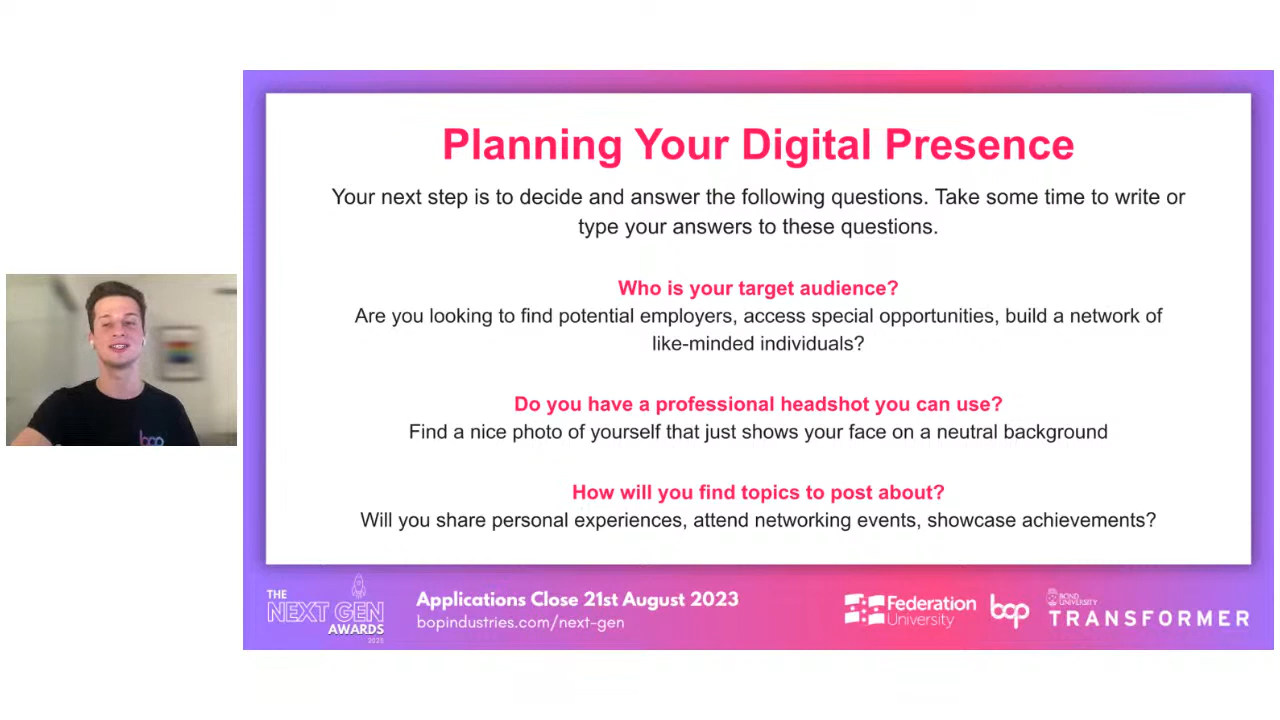 Planning Your Digital Presence
Your next step is to decide and answer the following questions. Take some time to write or
type your answers to these questions.
Who is your target audience?
Are you looking to find potential employers, access special opportunities, build a network of
like-minded individuals?
Do you have a professional headshot you can use?
Find a nice photo of yourself that just shows your face on a neutral background
How will you find topics to post about?
Will you share personal experiences, attend networking events, showcase achievements?
bop
THE
NEXT GEN
AWARDS
2023
Applications Close 21st August 2023
bopindustries.com/next-gen
Federation
University
bop
BOND
UNIVERSITY
TRANSFORMER